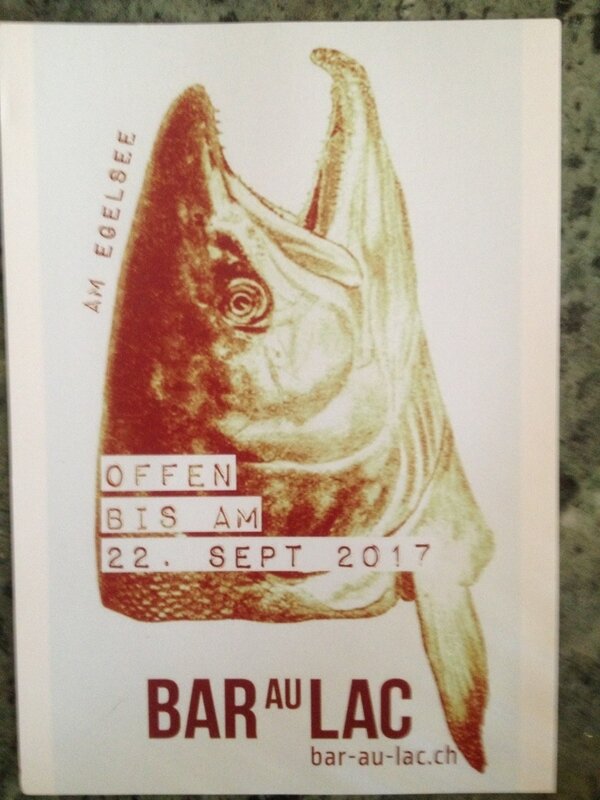 AM EGELSEE
OFFEN
BIS AM
22. SEPT 2017
BAR AU LAC
bar-au-lac.ch